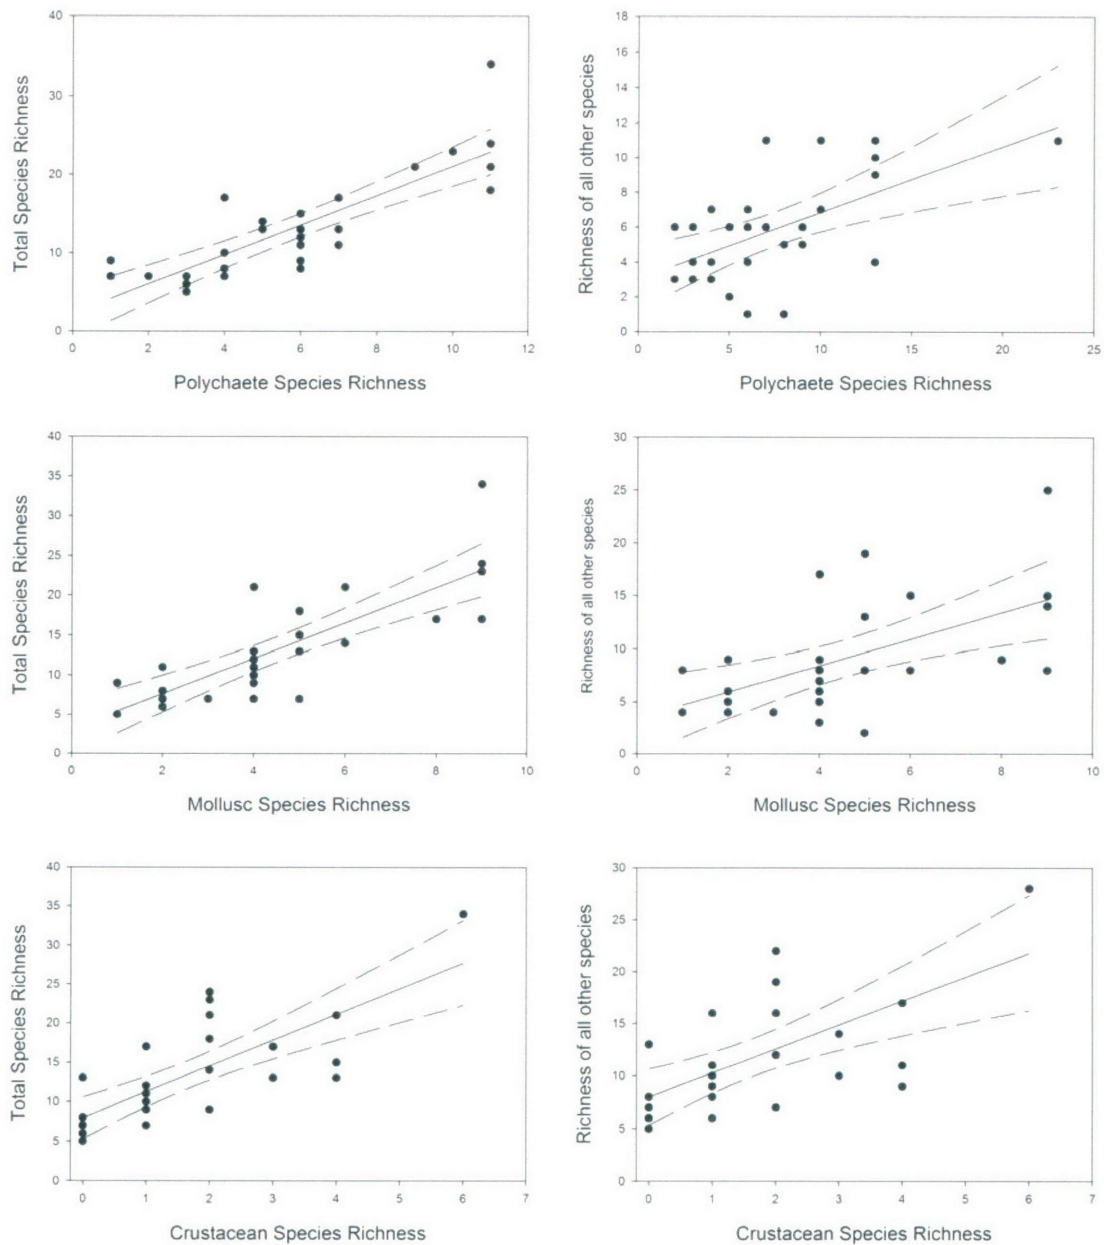 40
30
20
10
0
Total Species Richness
0 2 4 6 8 10 12
Polychaete Species Richness
18
16
14
12
10
8
6
4
2
0
Richness of all other species
0 5 10 15 20 25
Polychaete Species Richness
40
35
30
25
20
15
10
5
0
Total Species Richness
0 2 4 6 8 10
Mollusc Species Richness
30
25
20
15
10
5
0
Richness of all other species
0 2 4 6 8 10
Mollusc Species Richness
40
35
30
25
20
15
10
5
0
Total Species Richness
0 1 2 3 4 5 6 7
Crustacean Species Richness
30
25
20
15
10
5
0
Richness of all other species
0 1 2 3 4 5 6 7
Crustacean Species Richness